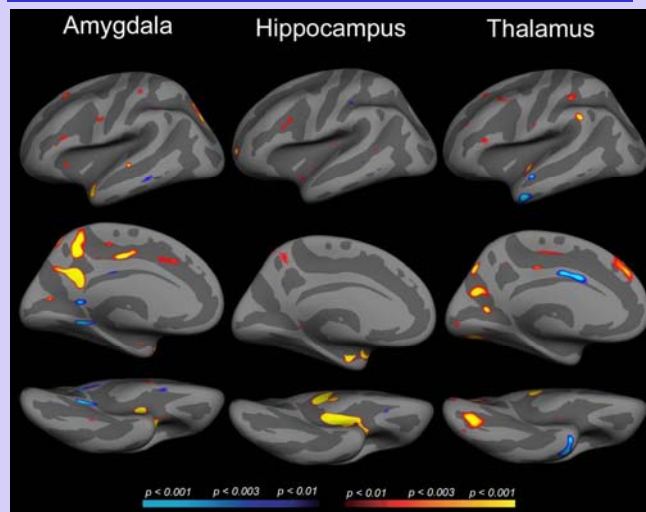 Amygdala Hippocampus Thalamus
p < 0.001 p < 0.003 p < 0.01 p < 0.01 p < 0.003 p < 0.001